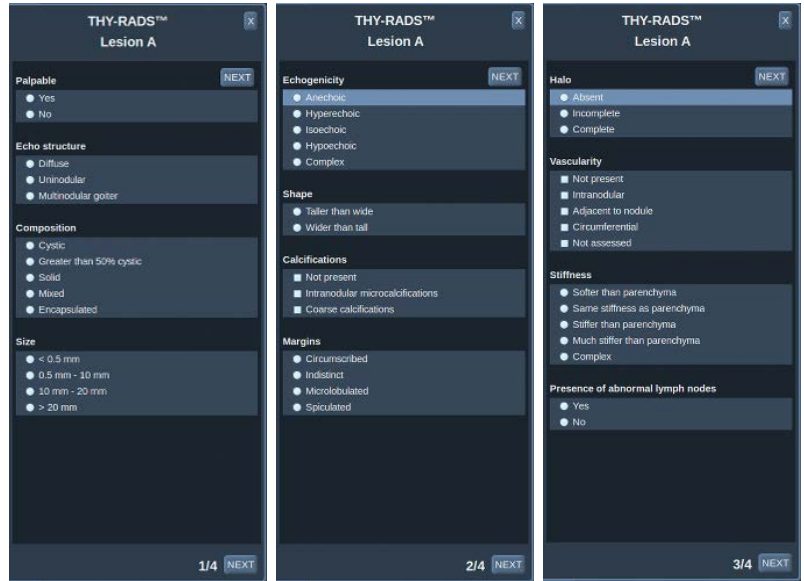 THY-RADS™
X
Lesion A
Palpable
NEXT
Yes
No
Echo structure
Diffuse
Uninodular
Multinodular goiter
Composition
Cystic
Greater than 50% cystic
Solid
Mixed
Encapsulated
Size
< 0.5 mm
0.5 mm - 10 mm
10 mm - 20 mm
> 20 mm
1/4 NEXT
THY-RADS™
X
Lesion A
Echogenicity
NEXT
Anechoic
Hyperechoic
Isoechoic
Hypoechoic
Complex
Shape
Taller than wide
Wider than tall
Calcifications
Not present
Intranodular microcalcifications
Coarse calcifications
Margins
Circumscribed
Indistinct
Microlobulated
Spiculated
2/4 NEXT
THY-RADS™
X
Lesion A
Halo
NEXT
Absent
Incomplete
Complete
Vascularity
Not present
Intranodular
Adjacent to nodule
Circumferential
Not assessed
Stiffness
Softer than parenchyma
Same stiffness as parenchyma
Stiffer than parenchyma
Much stiffer than parenchyma
Complex
Presence of abnormal lymph nodes
Yes
No
3/4 NEXT